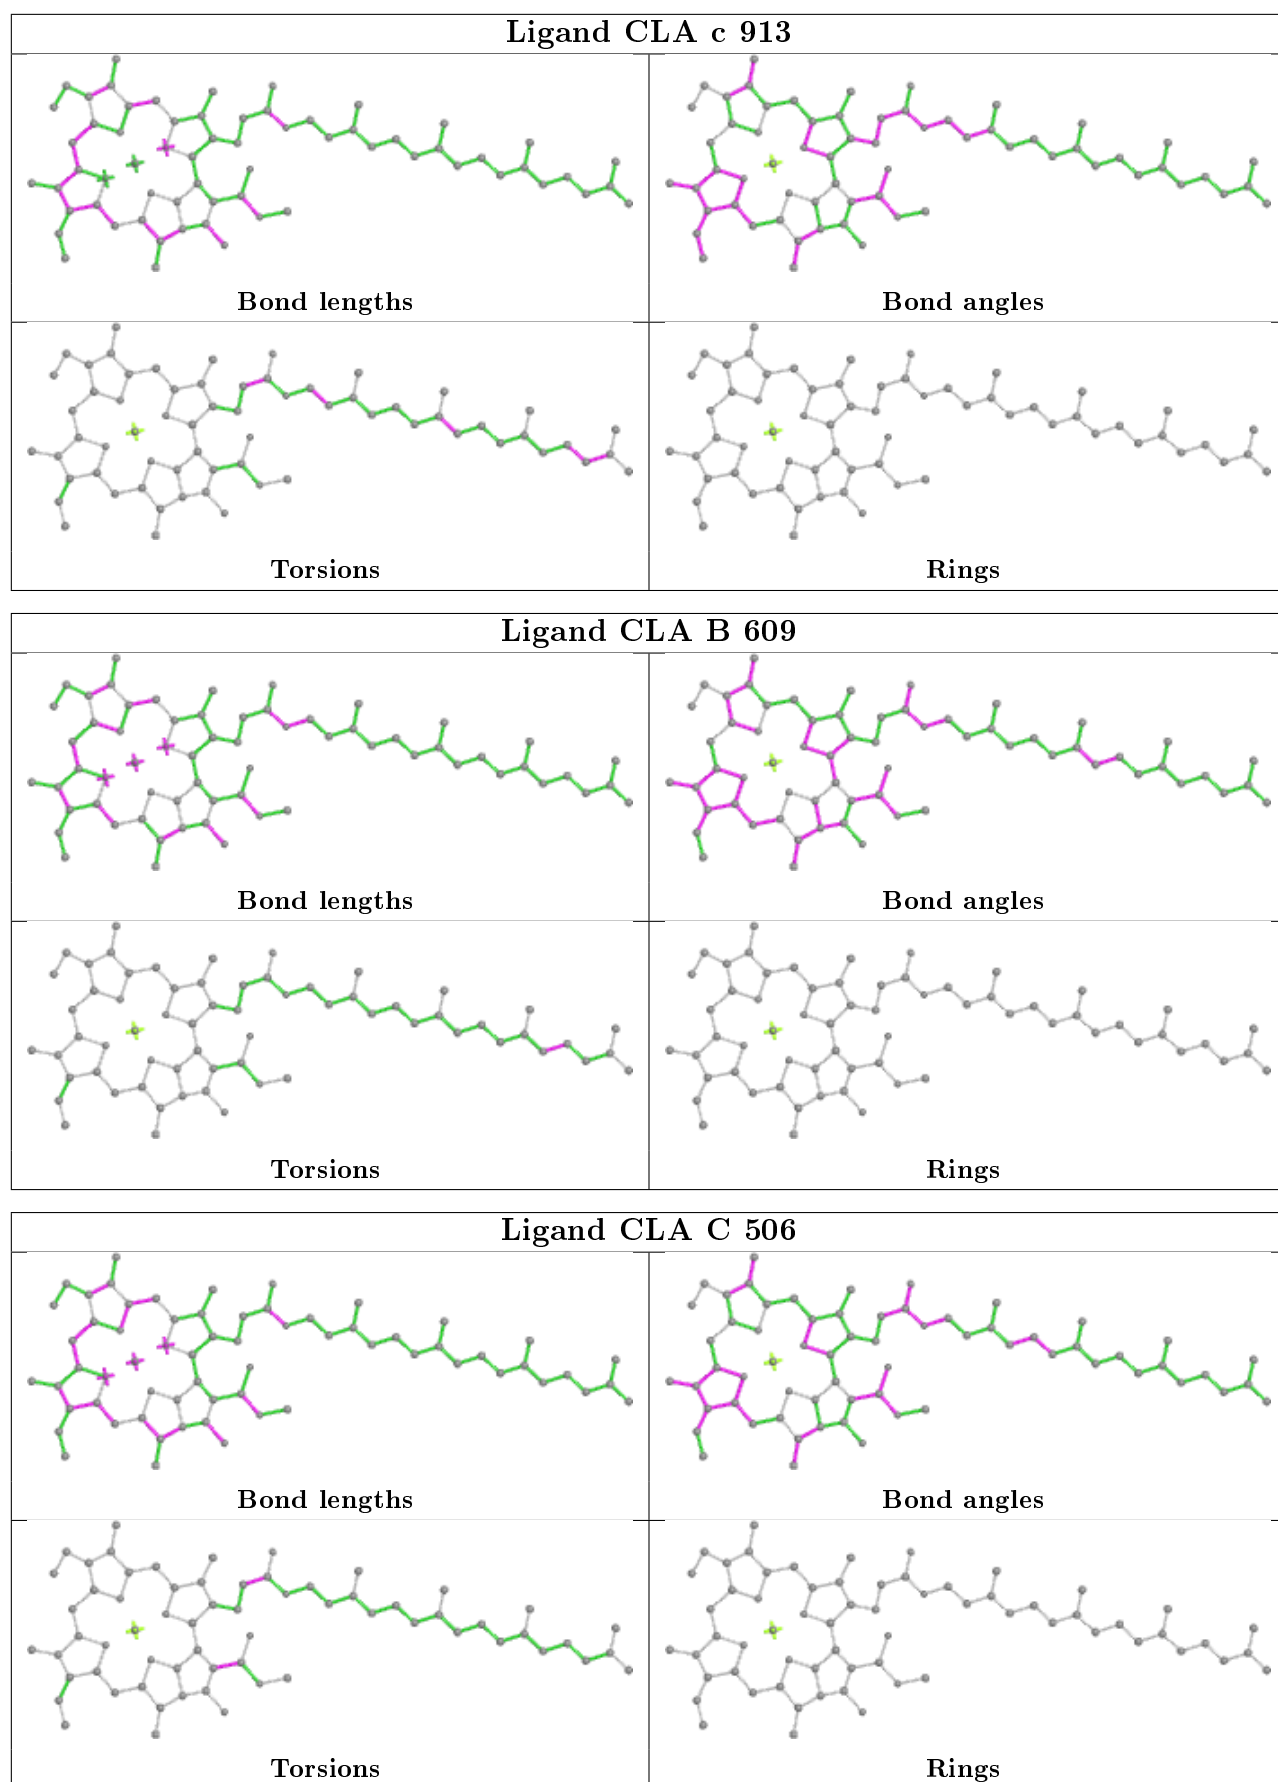 Ligand CLA c 913
Bond lengths
Bond angles
Torsions
Rings
Ligand CLA B 609
Bond lengths
Bond angles
Torsions
Rings
Ligand CLA C 506
Bond lengths
Bond angles
Torsions
Rings